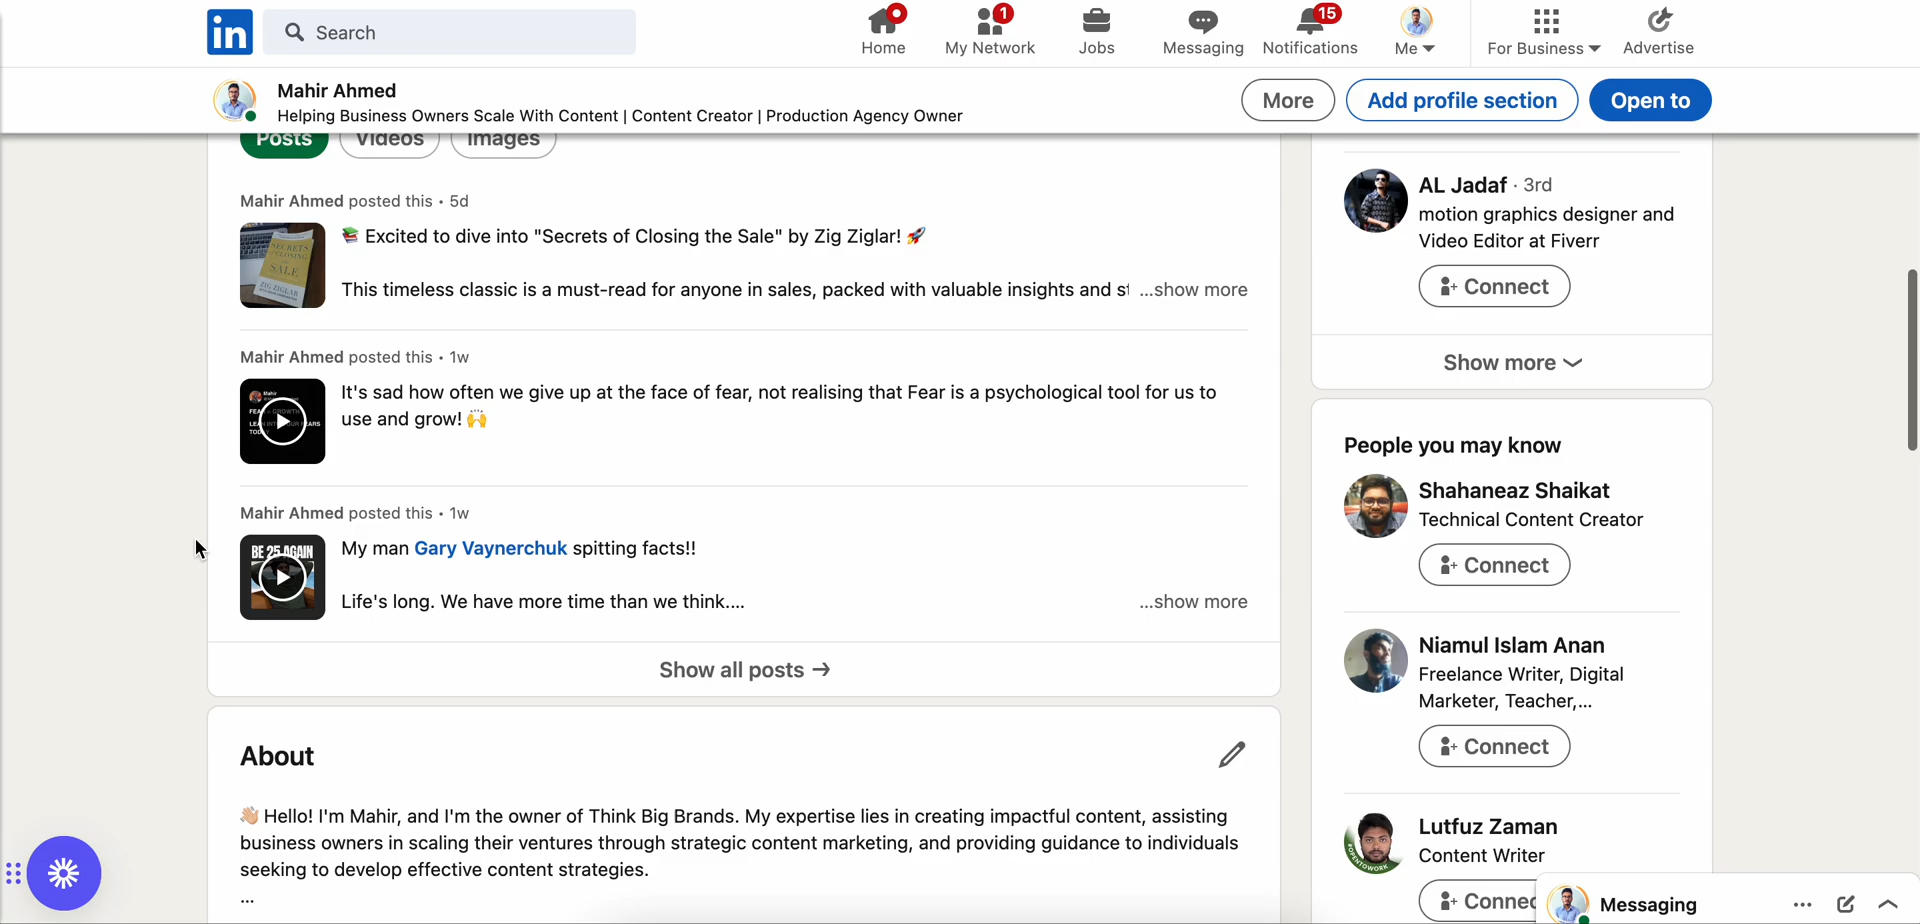 in
Search
Home
1
My Network
Jobs
Messaging
15
Notifications
Me
For Business
Advertise
Mahir Ahmed
Helping Business Owners Scale With Content | Content Creator | Production Agency Owner
More
Add profile section
Open to
Posts
Videos
Images
Mahir Ahmed posted this • 5d
SECRETS
CLOSING
SALE
ZIG ZIGLAR
📚 Excited to dive into "Secrets of Closing the Sale" by Zig Ziglar! 🚀
This timeless classic is a must-read for anyone in sales, packed with valuable insights and st ...show more
Mahir Ahmed posted this • 1w
It's sad how often we give up at the face of fear, not realising that Fear is a psychological tool for us to
use and grow! 🙌
Mahir Ahmed posted this • 1w
BE 25 AGAIN
My man Gary Vaynerchuk spitting facts!!
Life's long. We have more time than we think.... ...show more
Show all posts →
About
👋🏼 Hello! I'm Mahir, and I'm the owner of Think Big Brands. My expertise lies in creating impactful content, assisting
business owners in scaling their ventures through strategic content marketing, and providing guidance to individuals
seeking to develop effective content strategies.
...
AL Jadaf · 3rd
motion graphics designer and
Video Editor at Fiverr
Connect
Show more
People you may know
Shahaneaz Shaikat
Technical Content Creator
Connect
Niamul Islam Anan
Freelance Writer, Digital
Marketer, Teacher,...
Connect
Lutfuz Zaman
Content Writer
#OPENTOWORK
Connec
Messaging